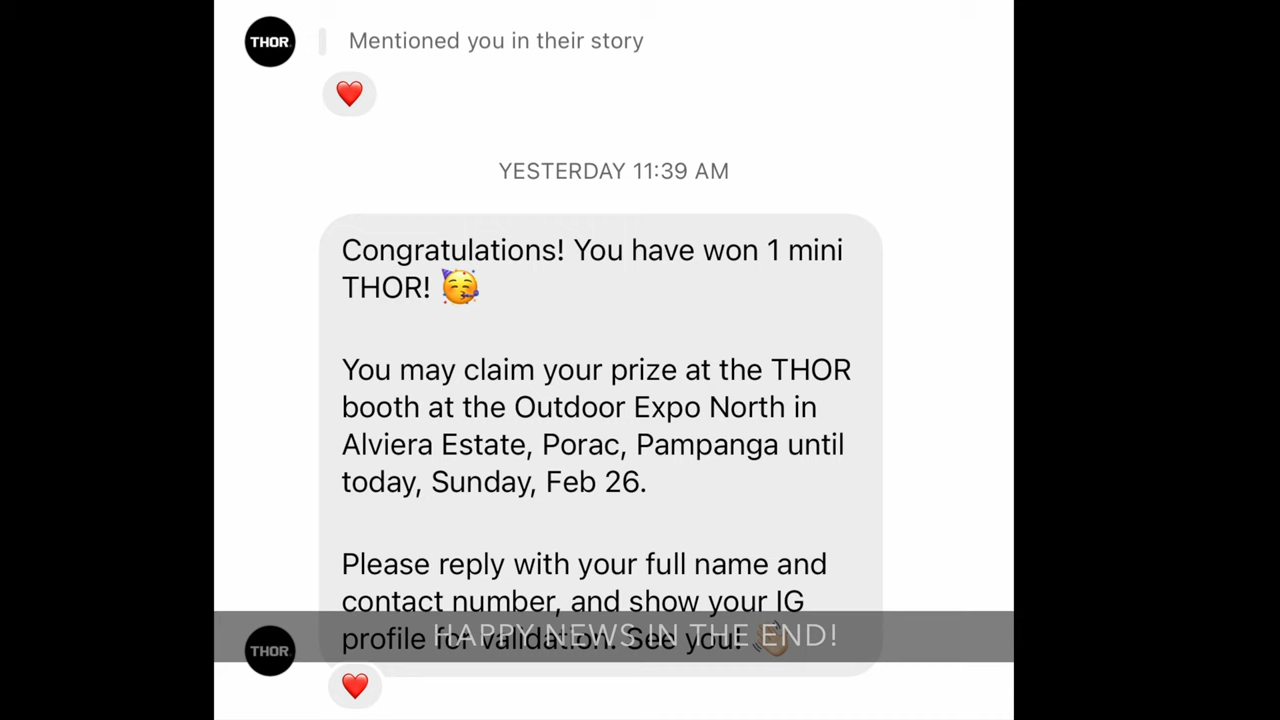 THOR
Mentioned you in their story
YESTERDAY 11:39 AM
Congratulations! You have won 1 mini
THOR!
You may claim your prize at the THOR
booth at the Outdoor Expo North in
Alviera Estate, Porac, Pampanga until
today, Sunday, Feb 26.
Please reply with your full name and
contact number, and show your IG
profile for validation. See you!
HAPPY NEWS IN THE END!
THOR